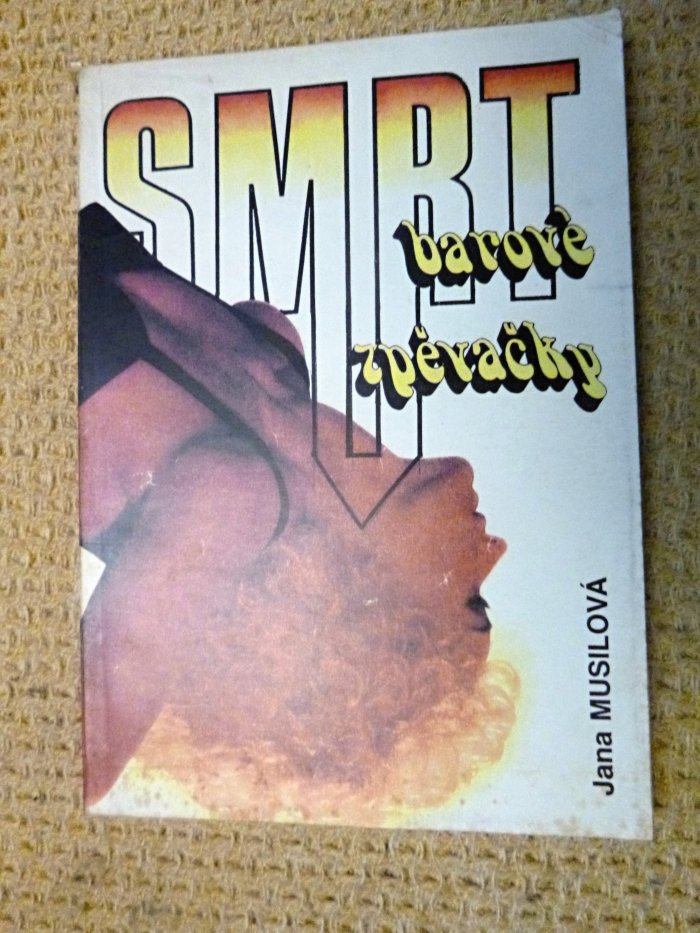 SMRT
barové
zpěvačky
Jana MUSILOVÁ